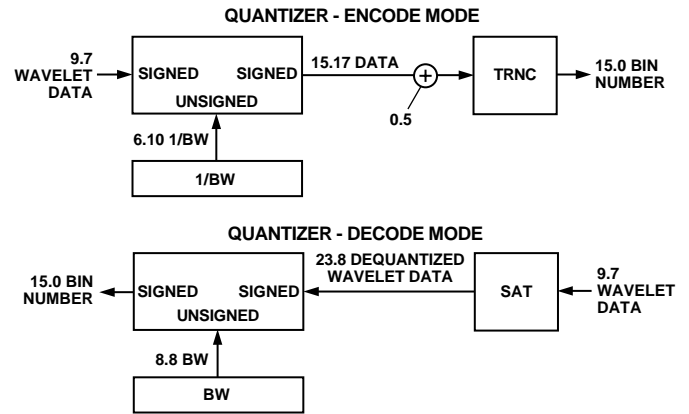 QUANTIZER - ENCODE MODE
9.7
WAVELET
DATA
SIGNED
SIGNED
UNSIGNED
15.17 DATA
0.5
TRNC
15.0 BIN
NUMBER
6.10 1/BW
1/BW
QUANTIZER - DECODE MODE
15.0 BIN
NUMBER
SIGNED
SIGNED
UNSIGNED
23.8 DEQUANTIZED
WAVELET DATA
SAT
9.7
WAVELET
DATA
8.8 BW
BW